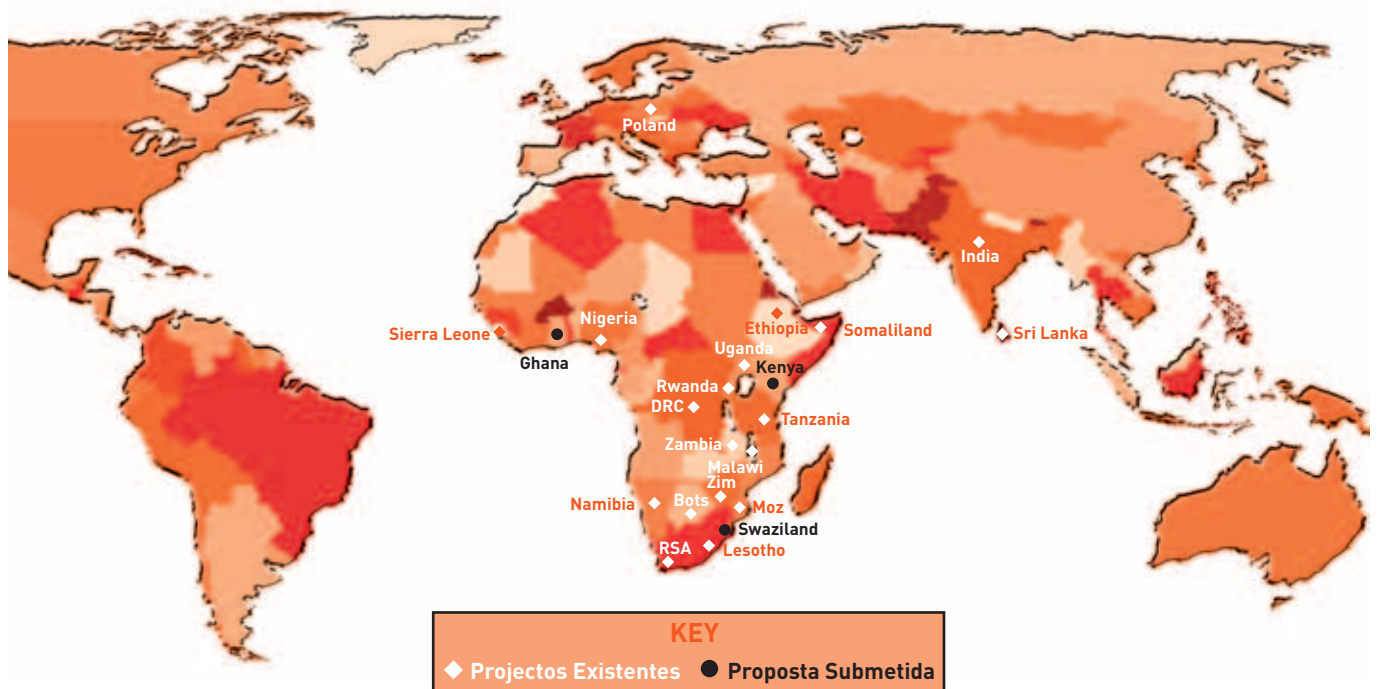 Poland
India
Nigeria
Sierra Leone
Ethiopia
Somaliland
Sri Lanka
Ghana
Uganda
Kenya
Rwanda
DRC
Tanzania
Zambia
Malawi
Zim
Namibia
Bots
Moz
Swaziland
RSA
Lesotho
KEY
Projectos Existentes
Proposta Submetida